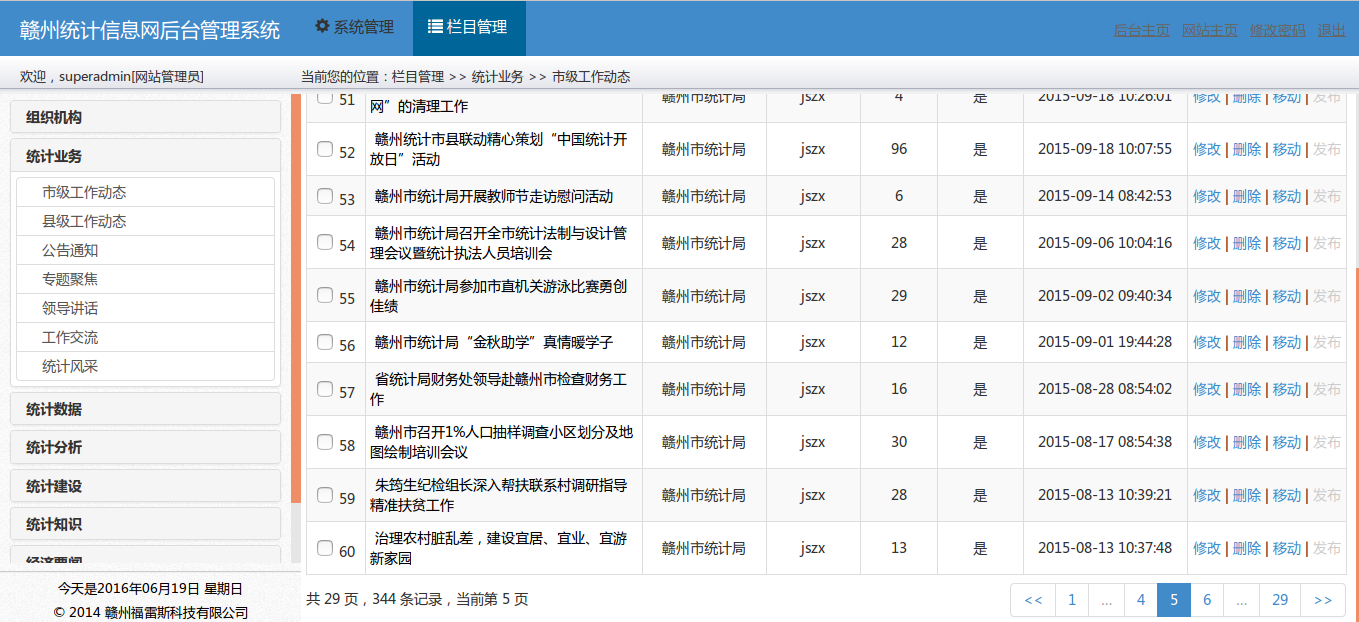 赣州统计信息网后台管理系统 系统管理 栏目管理 后台主页 网站主页 修改密码 退出
欢迎，superadmin[网站管理员] 当前您的位置：栏目管理 >> 统计业务 >> 市级工作动态
组织机构
统计业务
市级工作动态
县级工作动态
公告通知
专题聚焦
领导讲话
工作交流
统计风采
统计数据
统计分析
统计建设
统计知识
经济要闻
今天是2016年06月19日 星期日
© 2014 赣州福雷斯科技有限公司
51 网”的清理工作 赣州市统计局 jszx 4 是 2015-09-18 10:26:01 修改 | 删除 | 移动 | 发布
52 赣州统计市县联动精心策划“中国统计开
放日”活动 赣州市统计局 jszx 96 是 2015-09-18 10:07:55 修改 | 删除 | 移动 | 发布
53 赣州市统计局开展教师节走访慰问活动 赣州市统计局 jszx 6 是 2015-09-14 08:42:53 修改 | 删除 | 移动 | 发布
54 赣州市统计局召开全市统计法制与设计管
理会议暨统计执法人员培训会 赣州市统计局 jszx 28 是 2015-09-06 10:04:16 修改 | 删除 | 移动 | 发布
55 赣州市统计局参加市直机关游泳比赛勇创
佳绩 赣州市统计局 jszx 29 是 2015-09-02 09:40:34 修改 | 删除 | 移动 | 发布
56 赣州市统计局“金秋助学”真情暖学子 赣州市统计局 jszx 12 是 2015-09-01 19:44:28 修改 | 删除 | 移动 | 发布
57 省统计局财务处领导赴赣州市检查财务工
作 赣州市统计局 jszx 16 是 2015-08-28 08:54:02 修改 | 删除 | 移动 | 发布
58 赣州市召开1%人口抽样调查小区划分及地
图绘制培训会议 赣州市统计局 jszx 30 是 2015-08-17 08:54:38 修改 | 删除 | 移动 | 发布
59 朱筠生纪检组长深入帮扶联系村调研指导
精准扶贫工作 赣州市统计局 jszx 28 是 2015-08-13 10:39:21 修改 | 删除 | 移动 | 发布
60 治理农村脏乱差，建设宜居、宜业、宜游
新家园 赣州市统计局 jszx 13 是 2015-08-13 10:37:48 修改 | 删除 | 移动 | 发布
共 29 页，344 条记录，当前第 5 页 << 1 ... 4 5 6 ... 29 >>